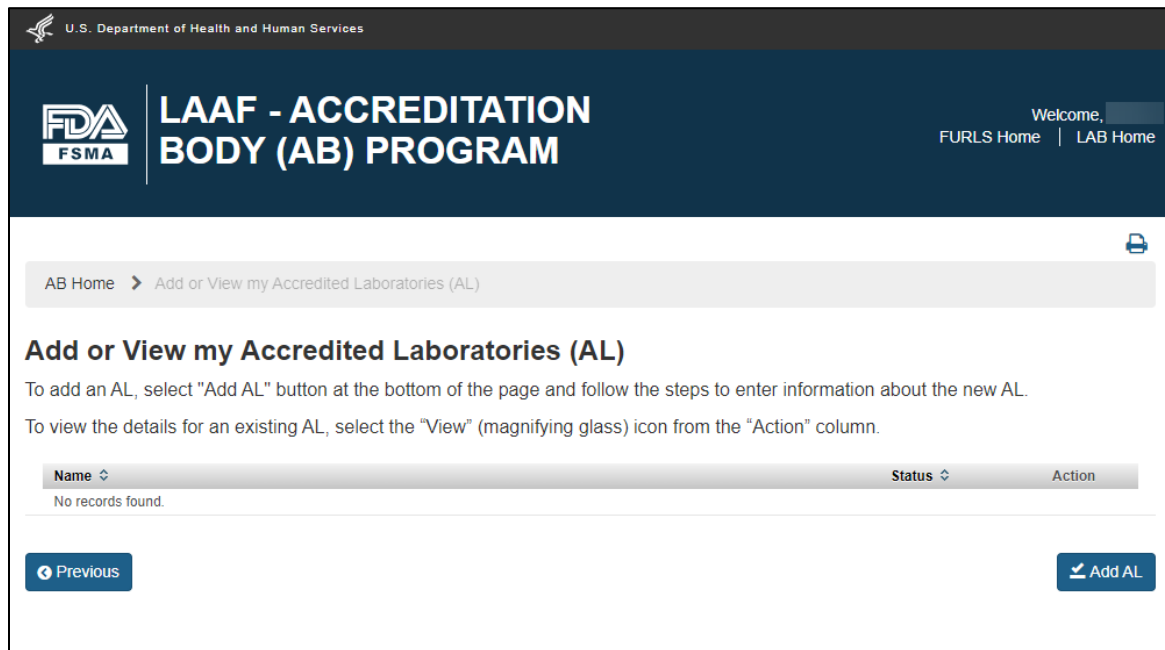 U.S. Department of Health and Human Services
FDA
FSMA
LAAF - ACCREDITATION
BODY (AB) PROGRAM
Welcome,
FURLS Home | LAB Home
AB Home > Add or View my Accredited Laboratories (AL)
Add or View my Accredited Laboratories (AL)
To add an AL, select "Add AL" button at the bottom of the page and follow the steps to enter information about the new AL.
To view the details for an existing AL, select the “View” (magnifying glass) icon from the “Action” column.
Name Status Action
No records found.
Previous Add AL